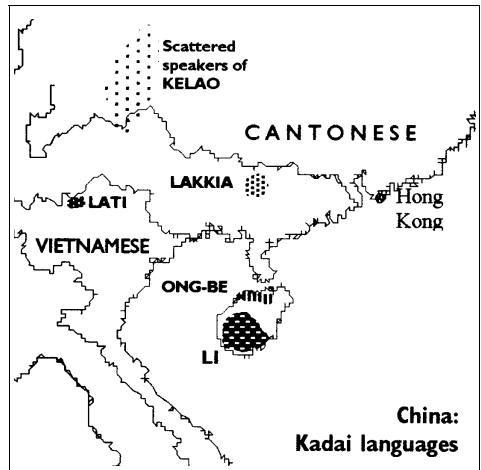 Scattered
speakers of
KELAO
CANTONESE
LAKKIA
LATI
Hong
Kong
VIETNAMESE
ONG-BE
LI
China:
Kadai languages